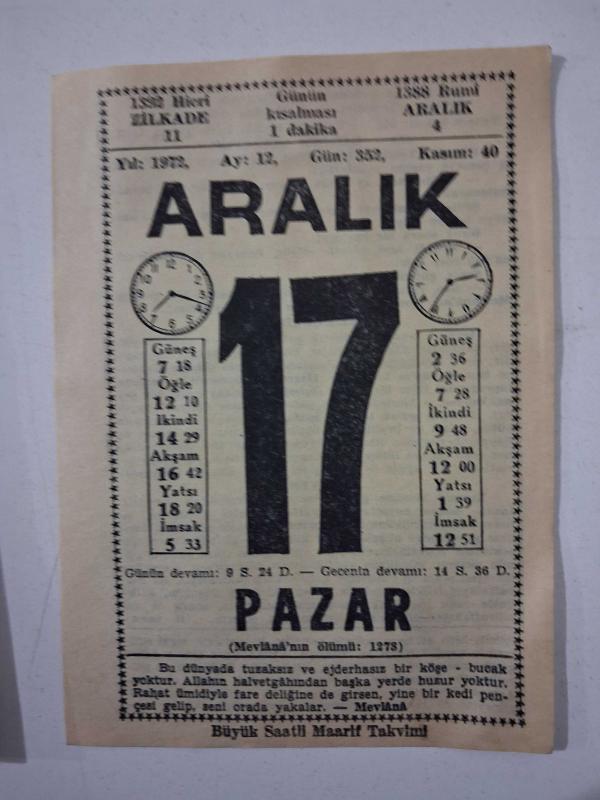 1392 Hicri
ZİLKADE
11
Günün
kısalması
1 dakika
1388 Rumi
ARALIK
4
Yıl: 1972, Ay: 12, Gün: 352, Kasım: 40
ARALIK
17
Güneş
7 18
Öğle
12 10
İkindi
14 29
Akşam
16 42
Yatsı
18 20
İmsak
5 33
Güneş
2 36
Öğle
7 28
İkindi
9 48
Akşam
12 00
Yatsı
1 39
İmsak
12 51
Günün devamı: 9 S. 24 D. — Gecenin devamı: 14 S. 36 D.
PAZAR
(Mevlânâ'nın ölümü: 1273)
Bu dünyada tuzaksız ve ejderhasız bir köşe - bucak
yoktur. Allahın halvetgâhından başka yerde huzur yoktur.
Rahat ümidiyle fare deliğine de girsen, yine bir kedi pen-
çesi gelip, seni orada yakalar. — Mevlânâ
Büyük Saatli Maarif Takvimi